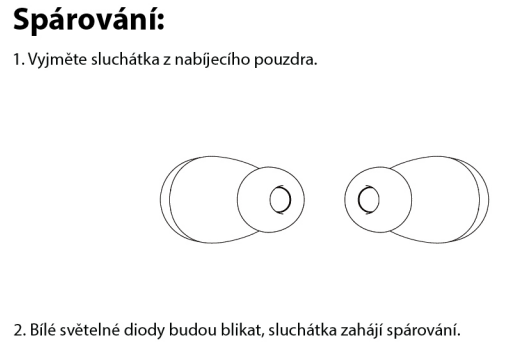 Spárování:
1. Vyjměte sluchátka z nabíjecího pouzdra.
2. Bílé světelné diody budou blikat, sluchátka zahájí spárování.